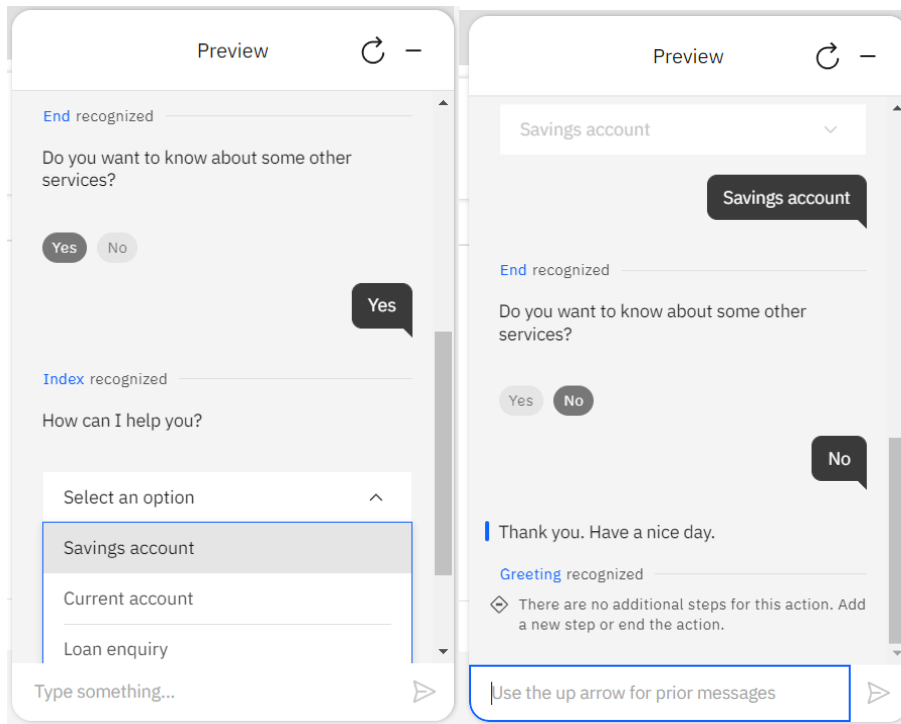 Preview
End recognized
Do you want to know about some other
services?
Yes No
Yes
Index recognized
How can I help you?
Select an option
Savings account
Current account
Loan enquiry
Type something...
Preview
Savings account
Savings account
End recognized
Do you want to know about some other
services?
Yes No
No
Thank you. Have a nice day.
Greeting recognized
There are no additional steps for this action. Add
a new step or end the action.
Use the up arrow for prior messages